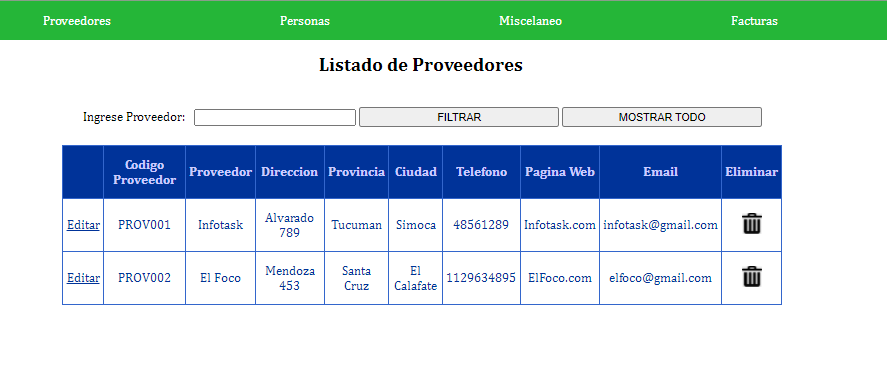 Proveedores Personas Miscelaneo Facturas
Listado de Proveedores
Ingrese Proveedor: FILTRAR MOSTRAR TODO
Codigo Proveedor Proveedor Direccion Provincia Ciudad Telefono Pagina Web Email Eliminar
Editar PROV001 Infotask Alvarado 789 Tucuman Simoca 48561289 Infotask.com infotask@gmail.com
Editar PROV002 El Foco Mendoza 453 Santa Cruz El Calafate 1129634895 ElFoco.com elfoco@gmail.com